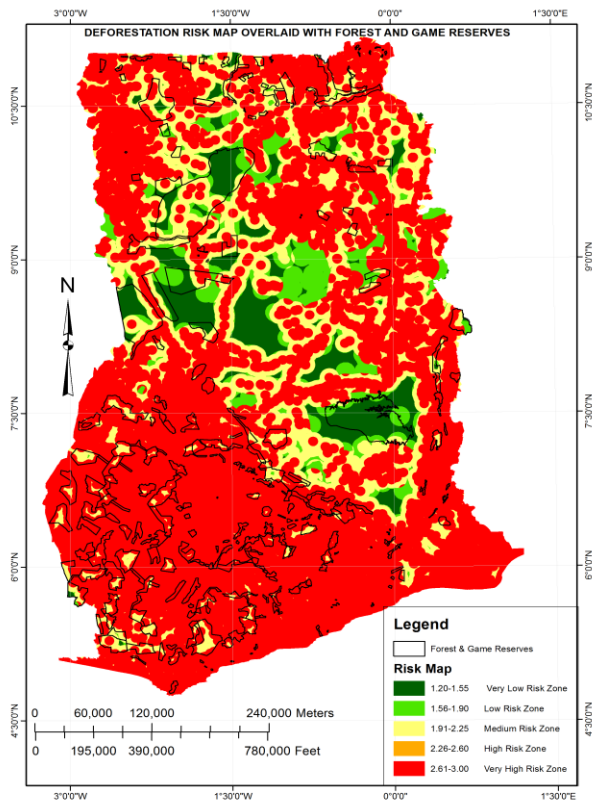 3°0'0"W 1°30'0"W 0°0'0" 1°30'0"E
DEFORESTATION RISK MAP OVERLAID WITH FOREST AND GAME RESERVES
10°30'0"N 10°30'0"N
9°0'0"N 9°0'0"N
N
7°30'0"N 7°30'0"N
6°0'0"N 6°0'0"N
Legend
Forest & Game Reserves
Risk Map
1.20-1.55 Very Low Risk Zone
1.56-1.90 Low Risk Zone
1.91-2.25 Medium Risk Zone
2.26-2.60 High Risk Zone
2.61-3.00 Very High Risk Zone
0 60,000 120,000 240,000 Meters
4°30'0"N 4°30'0"N
0 195,000 390,000 780,000 Feet
3°0'0"W 1°30'0"W 0°0'0" 1°30'0"E